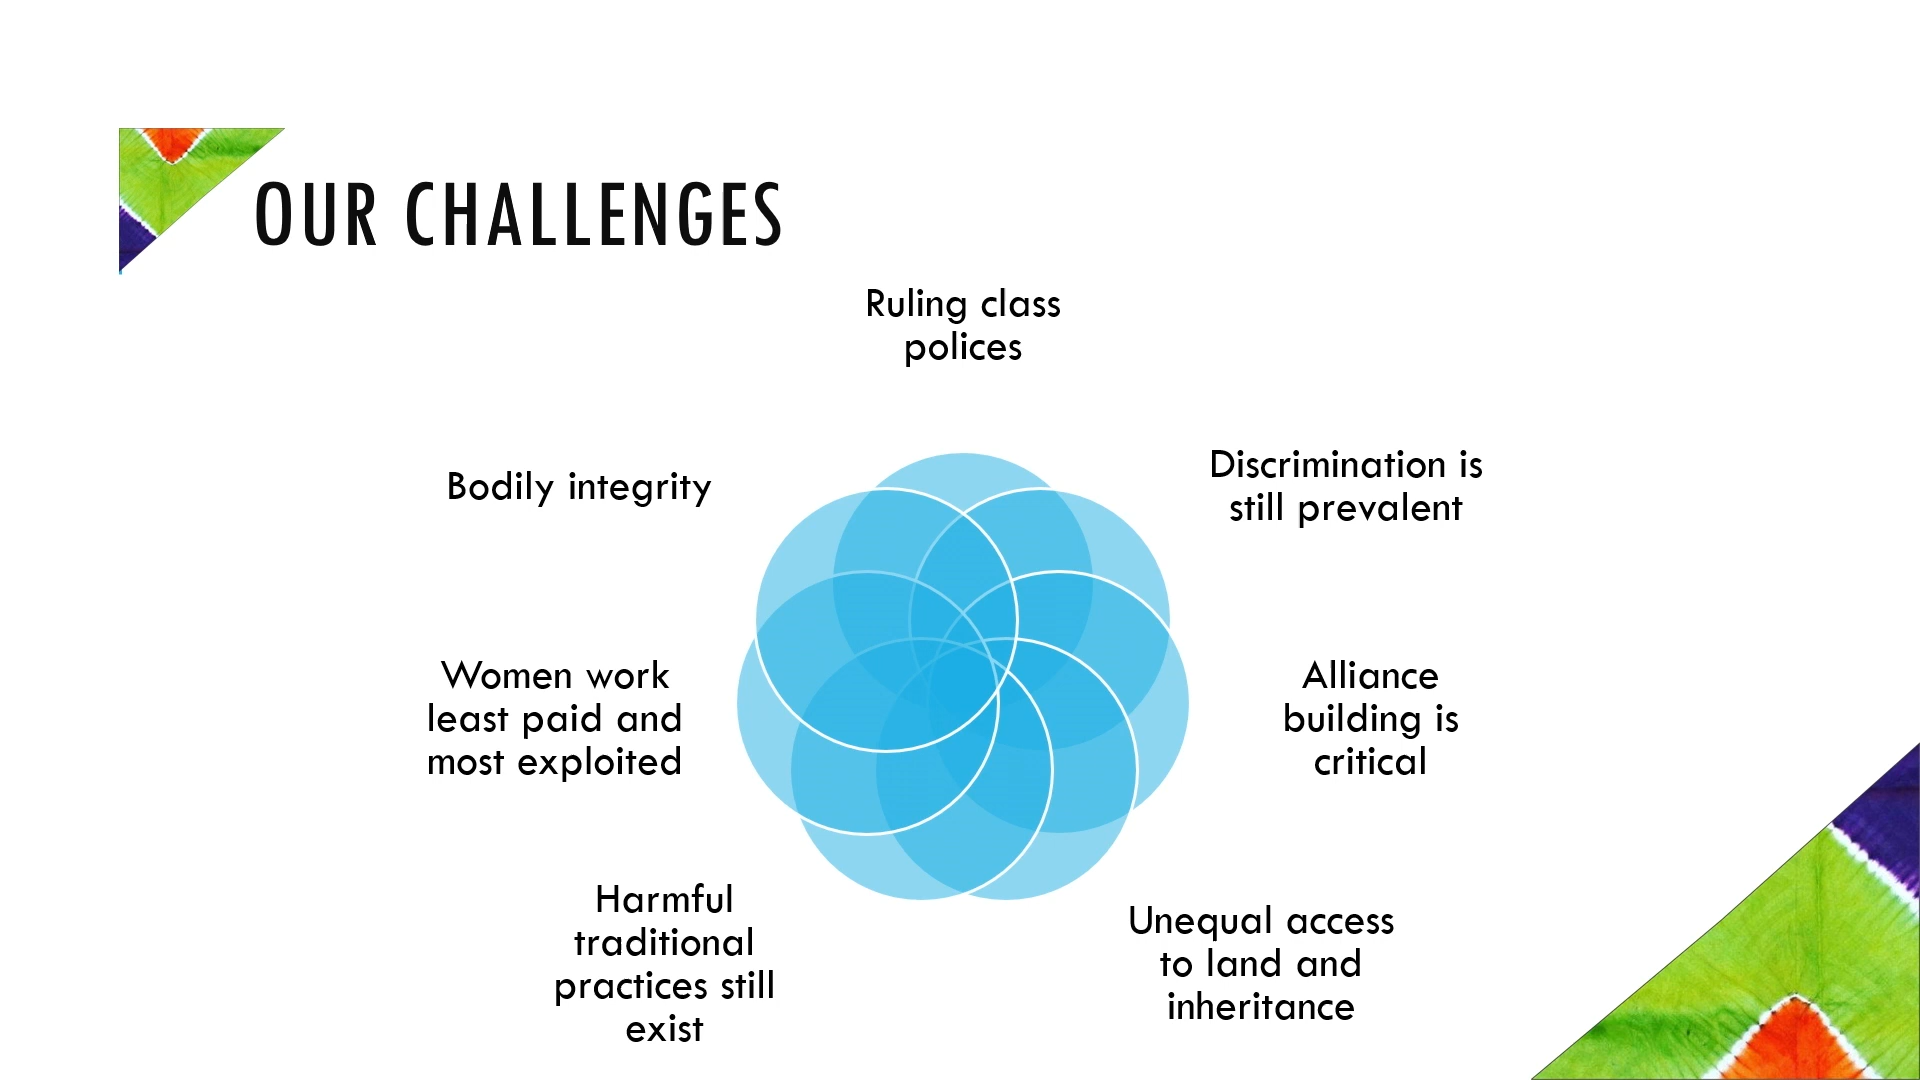 OUR CHALLENGES
Ruling class
polices
Discrimination is
still prevalent
Alliance
building is
critical
Unequal access
to land and
inheritance
Harmful
traditional
practices still
exist
Women work
least paid and
most exploited
Bodily integrity